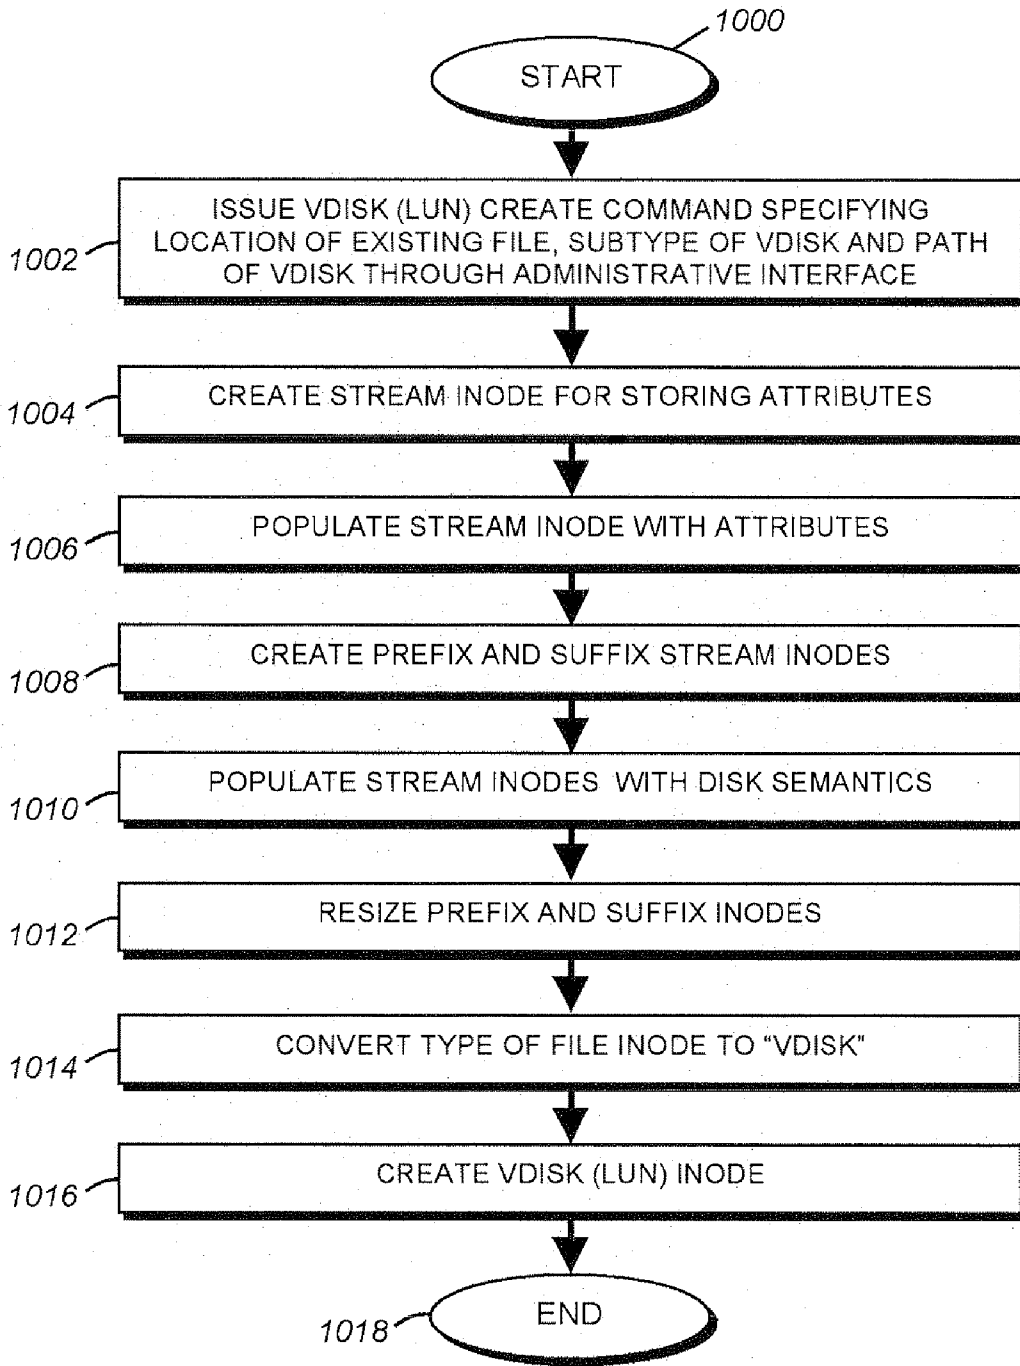 1000
START
1002
ISSUE VDISK (LUN) CREATE COMMAND SPECIFYING
LOCATION OF EXISTING FILE, SUBTYPE OF VDISK AND PATH
OF VDISK THROUGH ADMINISTRATIVE INTERFACE
1004
CREATE STREAM INODE FOR STORING ATTRIBUTES
1006
POPULATE STREAM INODE WITH ATTRIBUTES
1008
CREATE PREFIX AND SUFFIX STREAM INODES
1010
POPULATE STREAM INODES WITH DISK SEMANTICS
1012
RESIZE PREFIX AND SUFFIX INODES
1014
CONVERT TYPE OF FILE INODE TO "VDISK"
1016
CREATE VDISK (LUN) INODE
1018
END